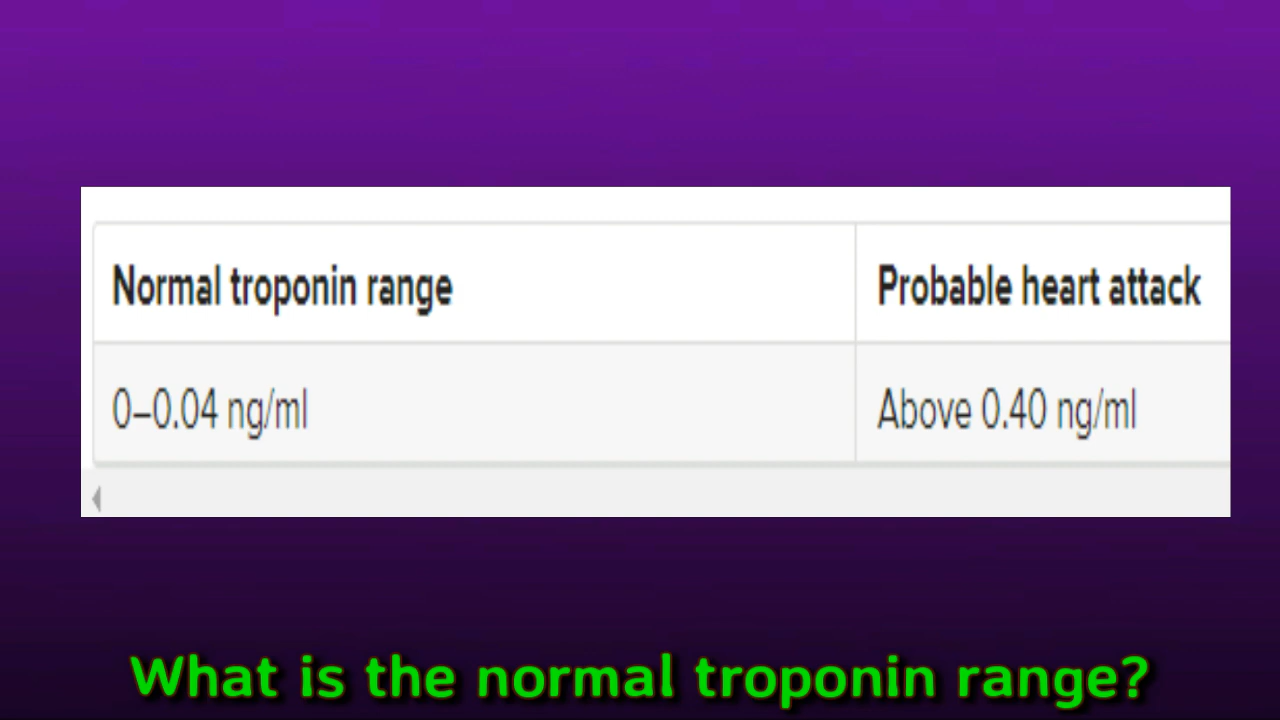 Normal troponin range
Probable heart attack
0–0.04 ng/ml
Above 0.40 ng/ml
What is the normal troponin range?